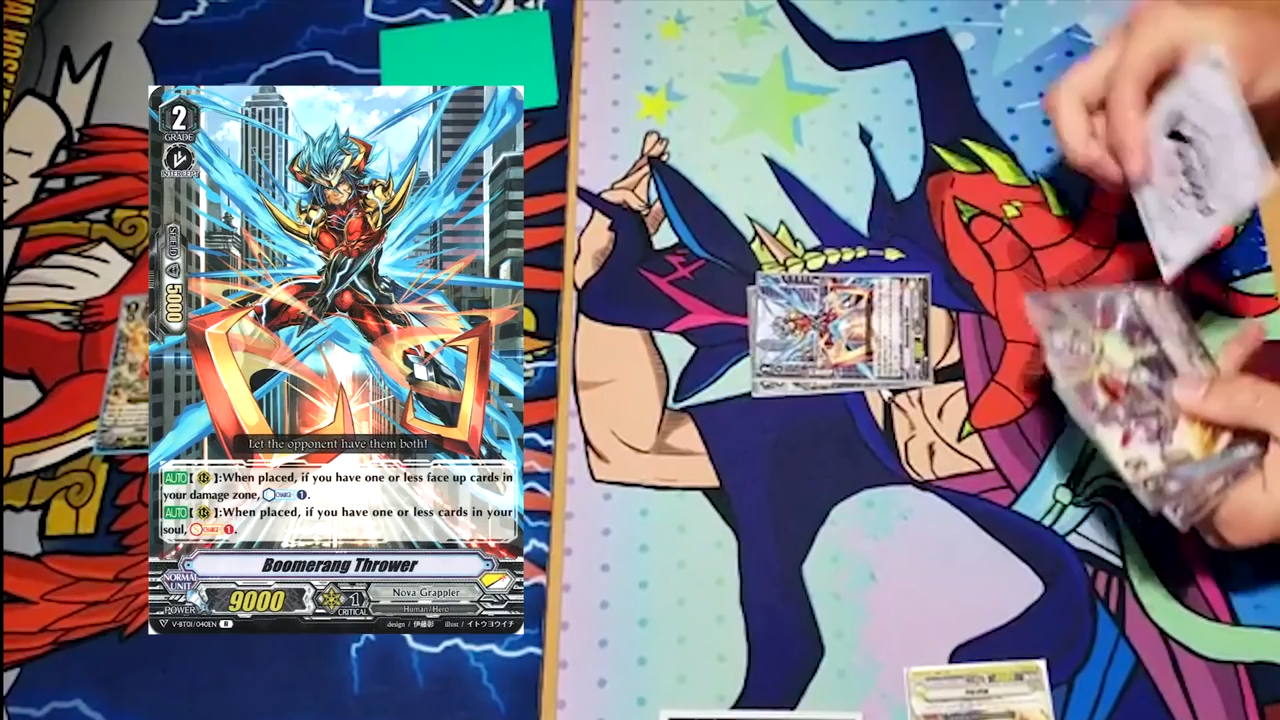 2
GRADE
INTERCEPT
SHIELD 5000
Let the opponent have them both!
AUTO【 】:When placed, if you have one or less face up cards in
your damage zone, CHARGE 1.
AUTO【 】:When placed, if you have one or less cards in your
soul, CHARGE 1.
Boomerang Thrower
NORMAL
UNIT
POWER 9000 1 CRITICAL
Nova Grappler
Human/Hero
V-BT01/040EN R design / 伊藤彰 illust / イトウヨウイチ